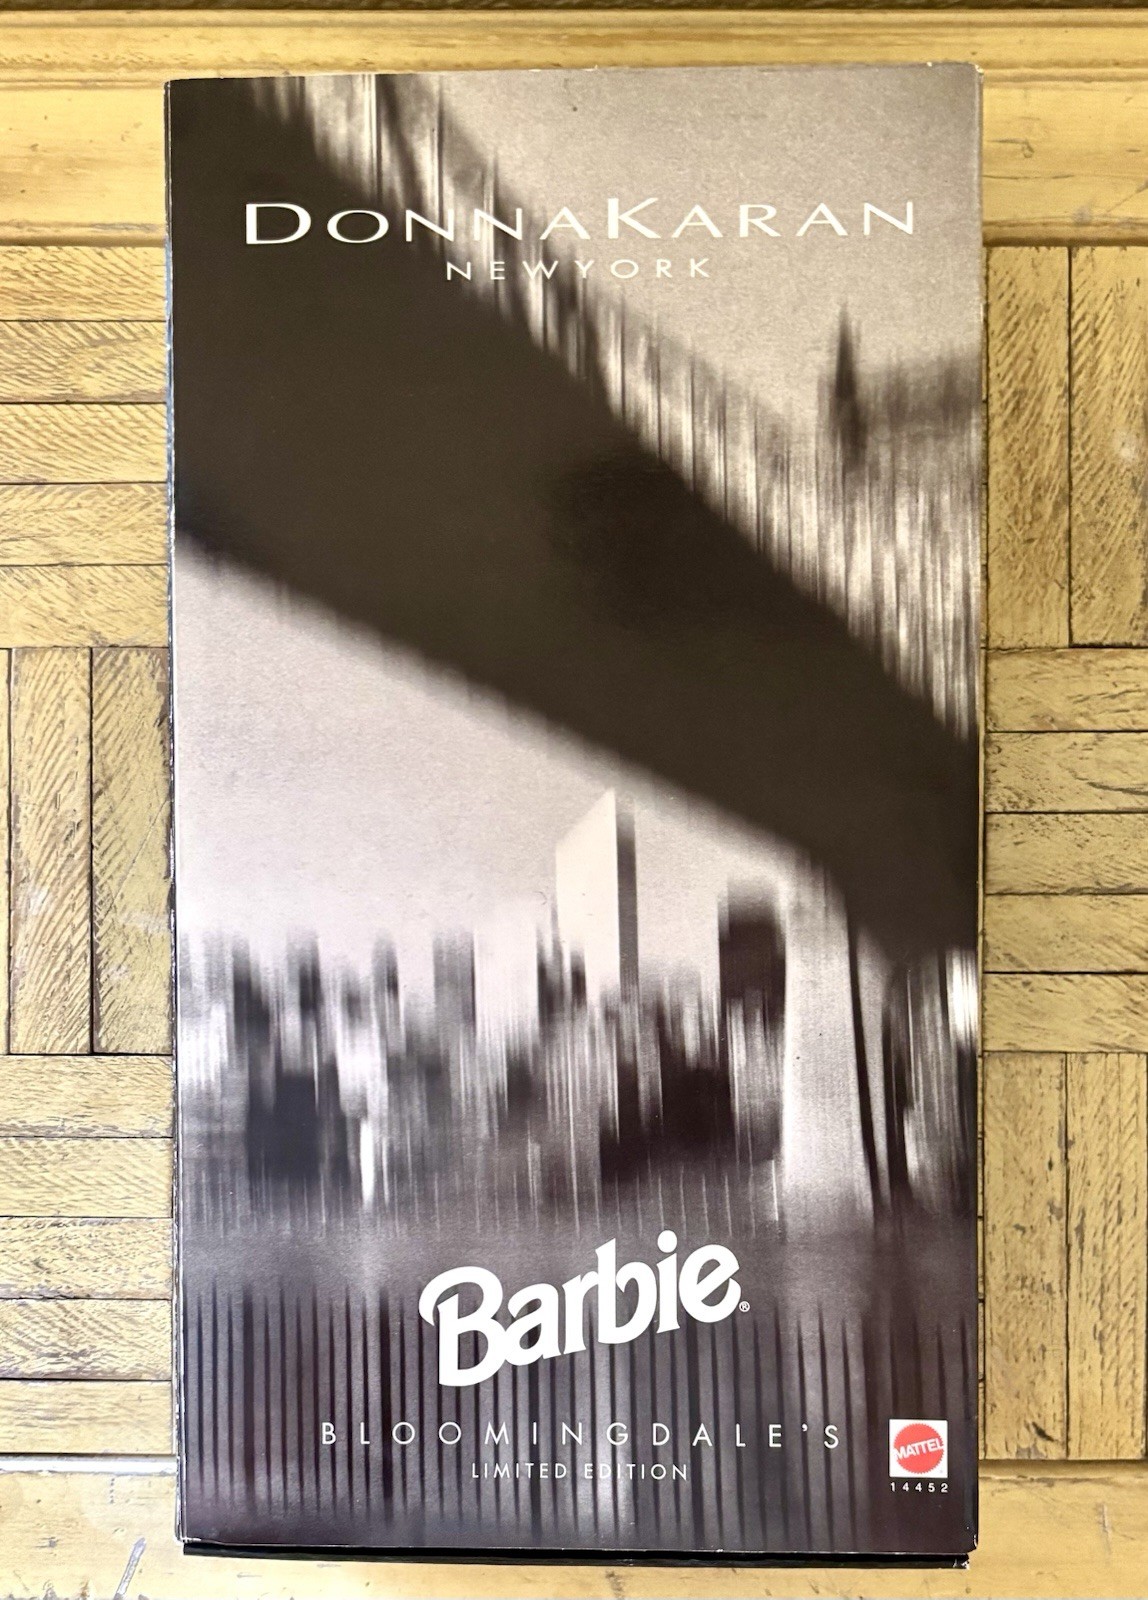 DONNAKARAN
NEWYORK
Barbie®
BLOOMINGDALE'S
LIMITED EDITION
MATTEL
14452